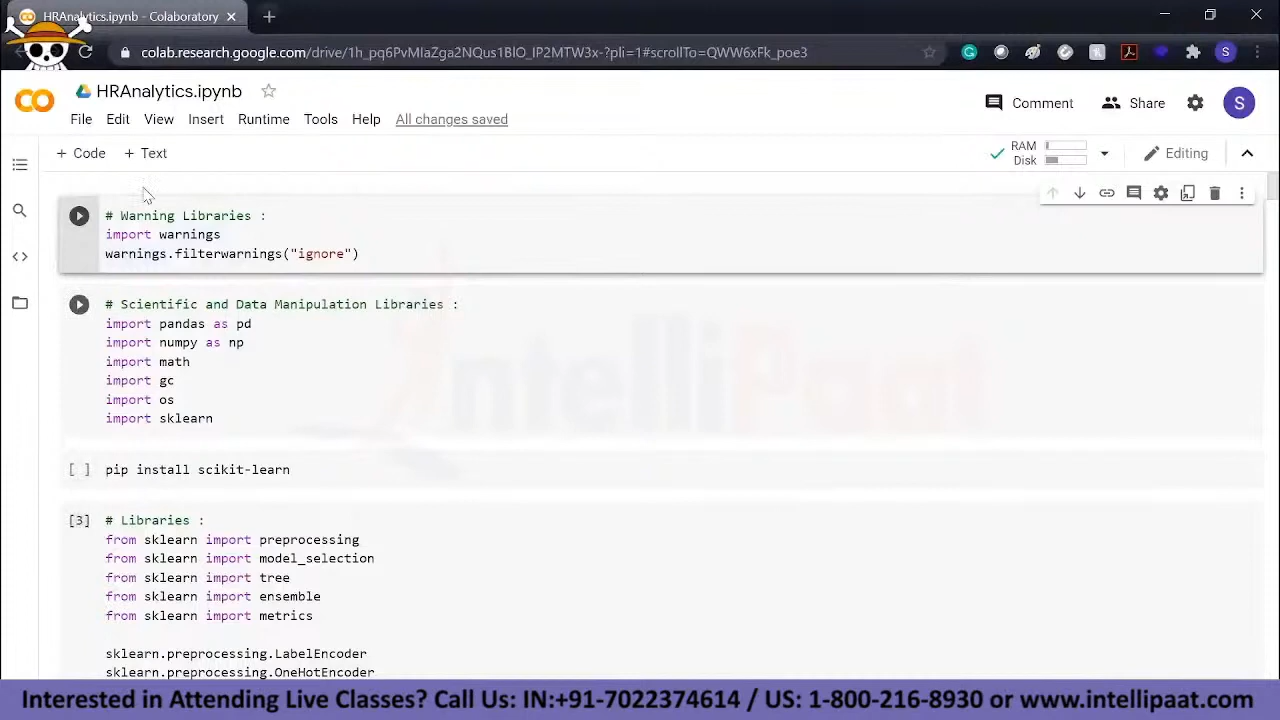 HRAnalytics.ipynb - Colaboratory
colab.research.google.com/drive/1h_pq6PvMIaZga2NQus1BlO_IP2MTW3x-?pli=1#scrollTo=QWW6xFk_poe3
S
HRAnalytics.ipynb
Comment
Share
S
File Edit View Insert Runtime Tools Help All changes saved
+ Code + Text
RAM
Disk
Editing
# Warning Libraries :
import warnings
warnings.filterwarnings("ignore")
# Scientific and Data Manipulation Libraries :
import pandas as pd
import numpy as np
import math
import gc
import os
import sklearn
[ ] pip install scikit-learn
[3] # Libraries :
from sklearn import preprocessing
from sklearn import model_selection
from sklearn import tree
from sklearn import ensemble
from sklearn import metrics
sklearn.preprocessing.LabelEncoder
sklearn.preprocessing.OneHotEncoder
IntelliPaat
Interested in Attending Live Classes? Call Us: IN:+91-7022374614 / US: 1-800-216-8930 or www.intellipaat.com